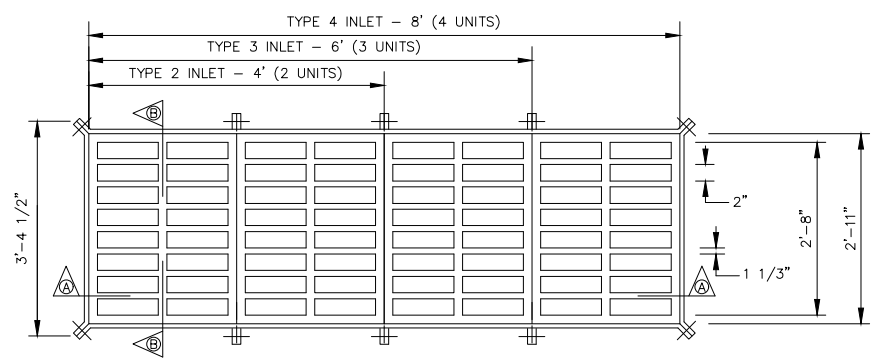 TYPE 4 INLET – 8' (4 UNITS)
TYPE 3 INLET – 6' (3 UNITS)
TYPE 2 INLET – 4' (2 UNITS)
B
3'–4 1/2"
2"
2'–8"
2'–11"
1 1/3"
A
A
B